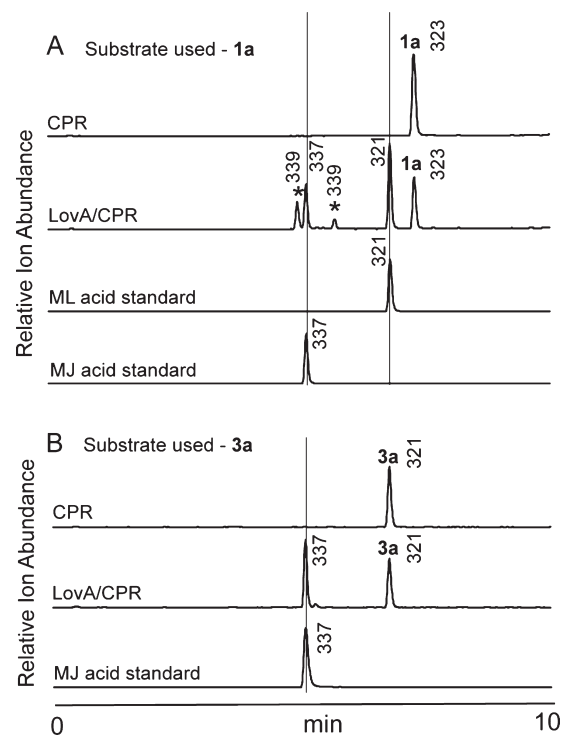 A Substrate used - 1a
1a 323
CPR
339 337 339 321 1a 323
* *
LovA/CPR
321
ML acid standard
337
MJ acid standard
Relative Ion Abundance
B Substrate used - 3a
3a 321
CPR
337 3a 321
LovA/CPR
337
MJ acid standard
Relative Ion Abundance
0 min 10